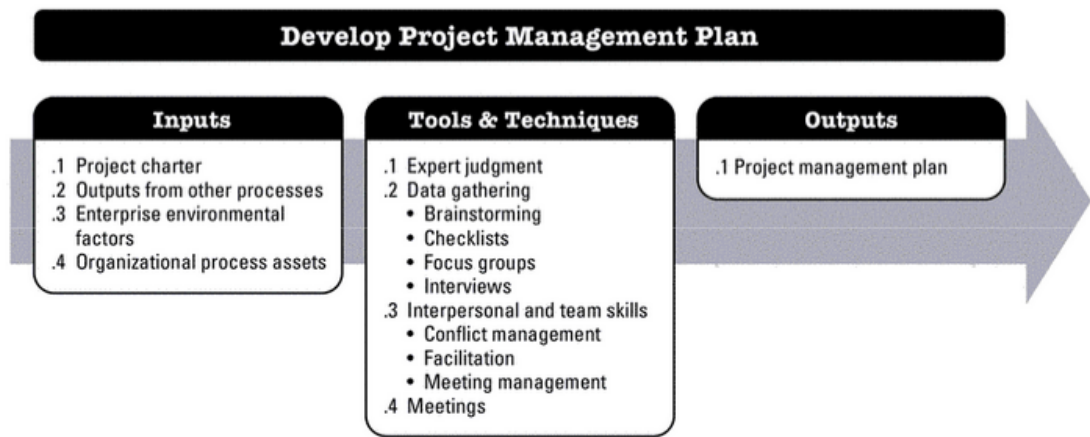 Develop Project Management Plan
Inputs
.1 Project charter
.2 Outputs from other processes
.3 Enterprise environmental
factors
.4 Organizational process assets
Tools & Techniques
.1 Expert judgment
.2 Data gathering
• Brainstorming
• Checklists
• Focus groups
• Interviews
.3 Interpersonal and team skills
• Conflict management
• Facilitation
• Meeting management
.4 Meetings
Outputs
.1 Project management plan